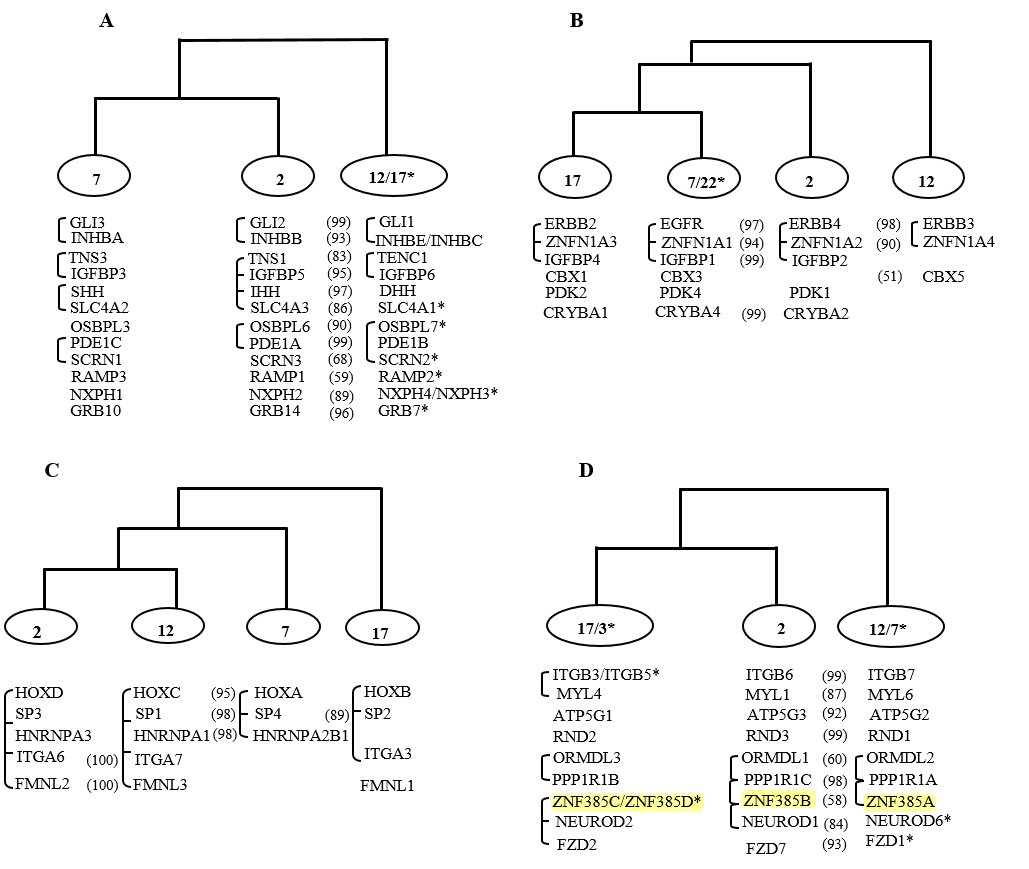 A
7
2
12/17*
GLI3 GLI2 (99) GLI1
INHBA INHBB (93) INHBE/INHBC
TNS3 TNS1 (83) TENC1
IGFBP3 IGFBP5 (95) IGFBP6
SHH IHH (97) DHH
SLC4A2 SLC4A3 (86) SLC4A1*
OSBPL3 OSBPL6 (90) OSBPL7*
PDE1C PDE1A (99) PDE1B
SCRN1 SCRN3 (68) SCRN2*
RAMP3 RAMP1 (59) RAMP2*
NXPH1 NXPH2 (89) NXPH4/NXPH3*
GRB10 GRB14 (96) GRB7*
B
17
7/22*
2
12
ERBB2 EGFR (97) ERBB4 (98) ERBB3
ZNFN1A3 ZNFN1A1 (94) ZNFN1A2 (90) ZNFN1A4
IGFBP4 IGFBP1 (99) IGFBP2
CBX1 CBX3 (51) CBX5
PDK2 PDK4 PDK1
CRYBA1 CRYBA4 (99) CRYBA2
C
2
12
7
17
HOXD HOXC (95) HOXA HOXB
SP3 SP1 (98) SP4 (89) SP2
HNRNPA3 HNRNPA1 (98) HNRNPA2B1
ITGA6 (100) ITGA7 ITGA3
FMNL2 (100) FMNL3 FMNL1
D
17/3*
2
12/7*
ITGB3/ITGB5* ITGB6 (99) ITGB7
MYL4 MYL1 (87) MYL6
ATP5G1 ATP5G3 (92) ATP5G2
RND2 RND3 (99) RND1
ORMDL3 ORMDL1 (60) ORMDL2
PPP1R1B PPP1R1C (98) PPP1R1A
ZNF385C/ZNF385D* ZNF385B (58) ZNF385A
NEUROD2 NEUROD1 (84) NEUROD6*
FZD2 FZD7 (93) FZD1*